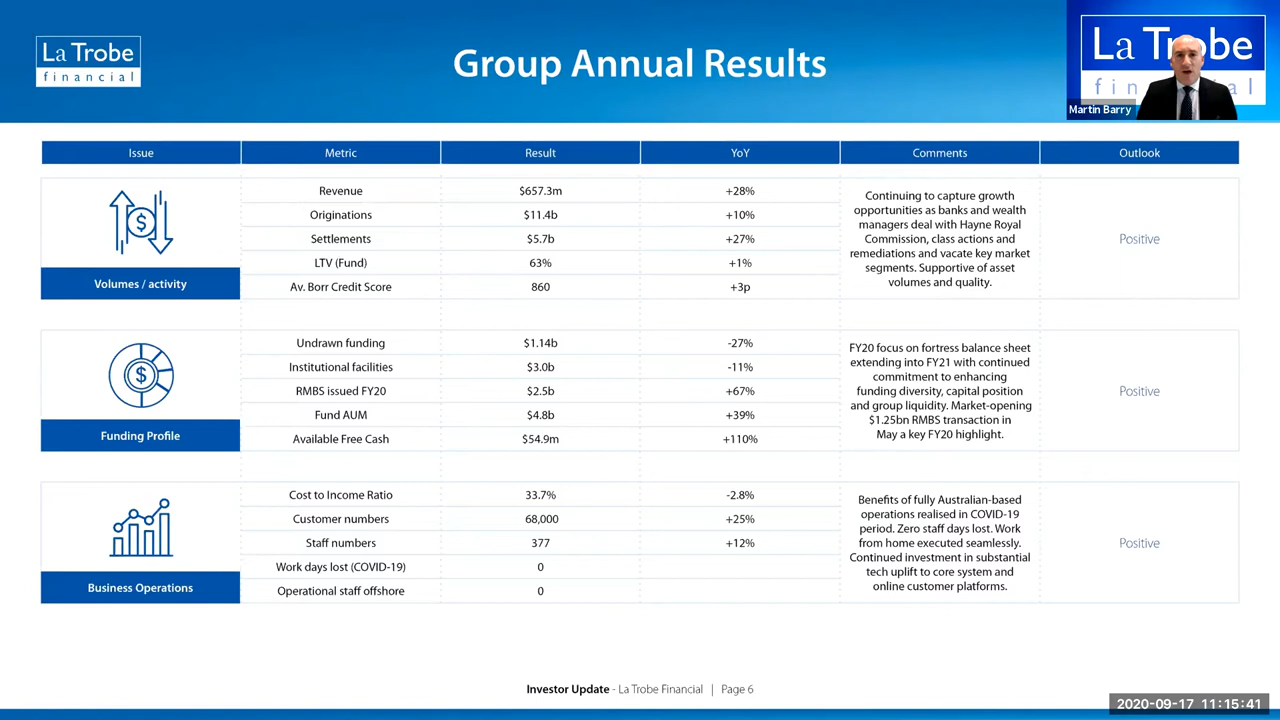 La Trobe
financial
Group Annual Results
La Trobe
financial
Martin Barry
Issue
Metric
Result
YoY
Comments
Outlook
Volumes / activity
Revenue
$657.3m
+28%
Originations
$11.4b
+10%
Settlements
$5.7b
+27%
LTV (Fund)
63%
+1%
Av. Borr Credit Score
860
+3p
Continuing to capture growth
opportunities as banks and wealth
managers deal with Hayne Royal
Commission, class actions and
remediations and vacate key market
segments. Supportive of asset
volumes and quality.
Positive
Funding Profile
Undrawn funding
$1.14b
-27%
Institutional facilities
$3.0b
-11%
RMBS issued FY20
$2.5b
+67%
Fund AUM
$4.8b
+39%
Available Free Cash
$54.9m
+110%
FY20 focus on fortress balance sheet
extending into FY21 with continued
commitment to enhancing
funding diversity, capital position
and group liquidity. Market-opening
$1.25bn RMBS transaction in
May a key FY20 highlight.
Positive
Business Operations
Cost to Income Ratio
33.7%
-2.8%
Customer numbers
68,000
+25%
Staff numbers
377
+12%
Work days lost (COVID-19)
0
Operational staff offshore
0
Benefits of fully Australian-based
operations realised in COVID-19
period. Zero staff days lost. Work
from home executed seamlessly.
Continued investment in substantial
tech uplift to core system and
online customer platforms.
Positive
Investor Update - La Trobe Financial | Page 6
2020-09-17 11:15:41